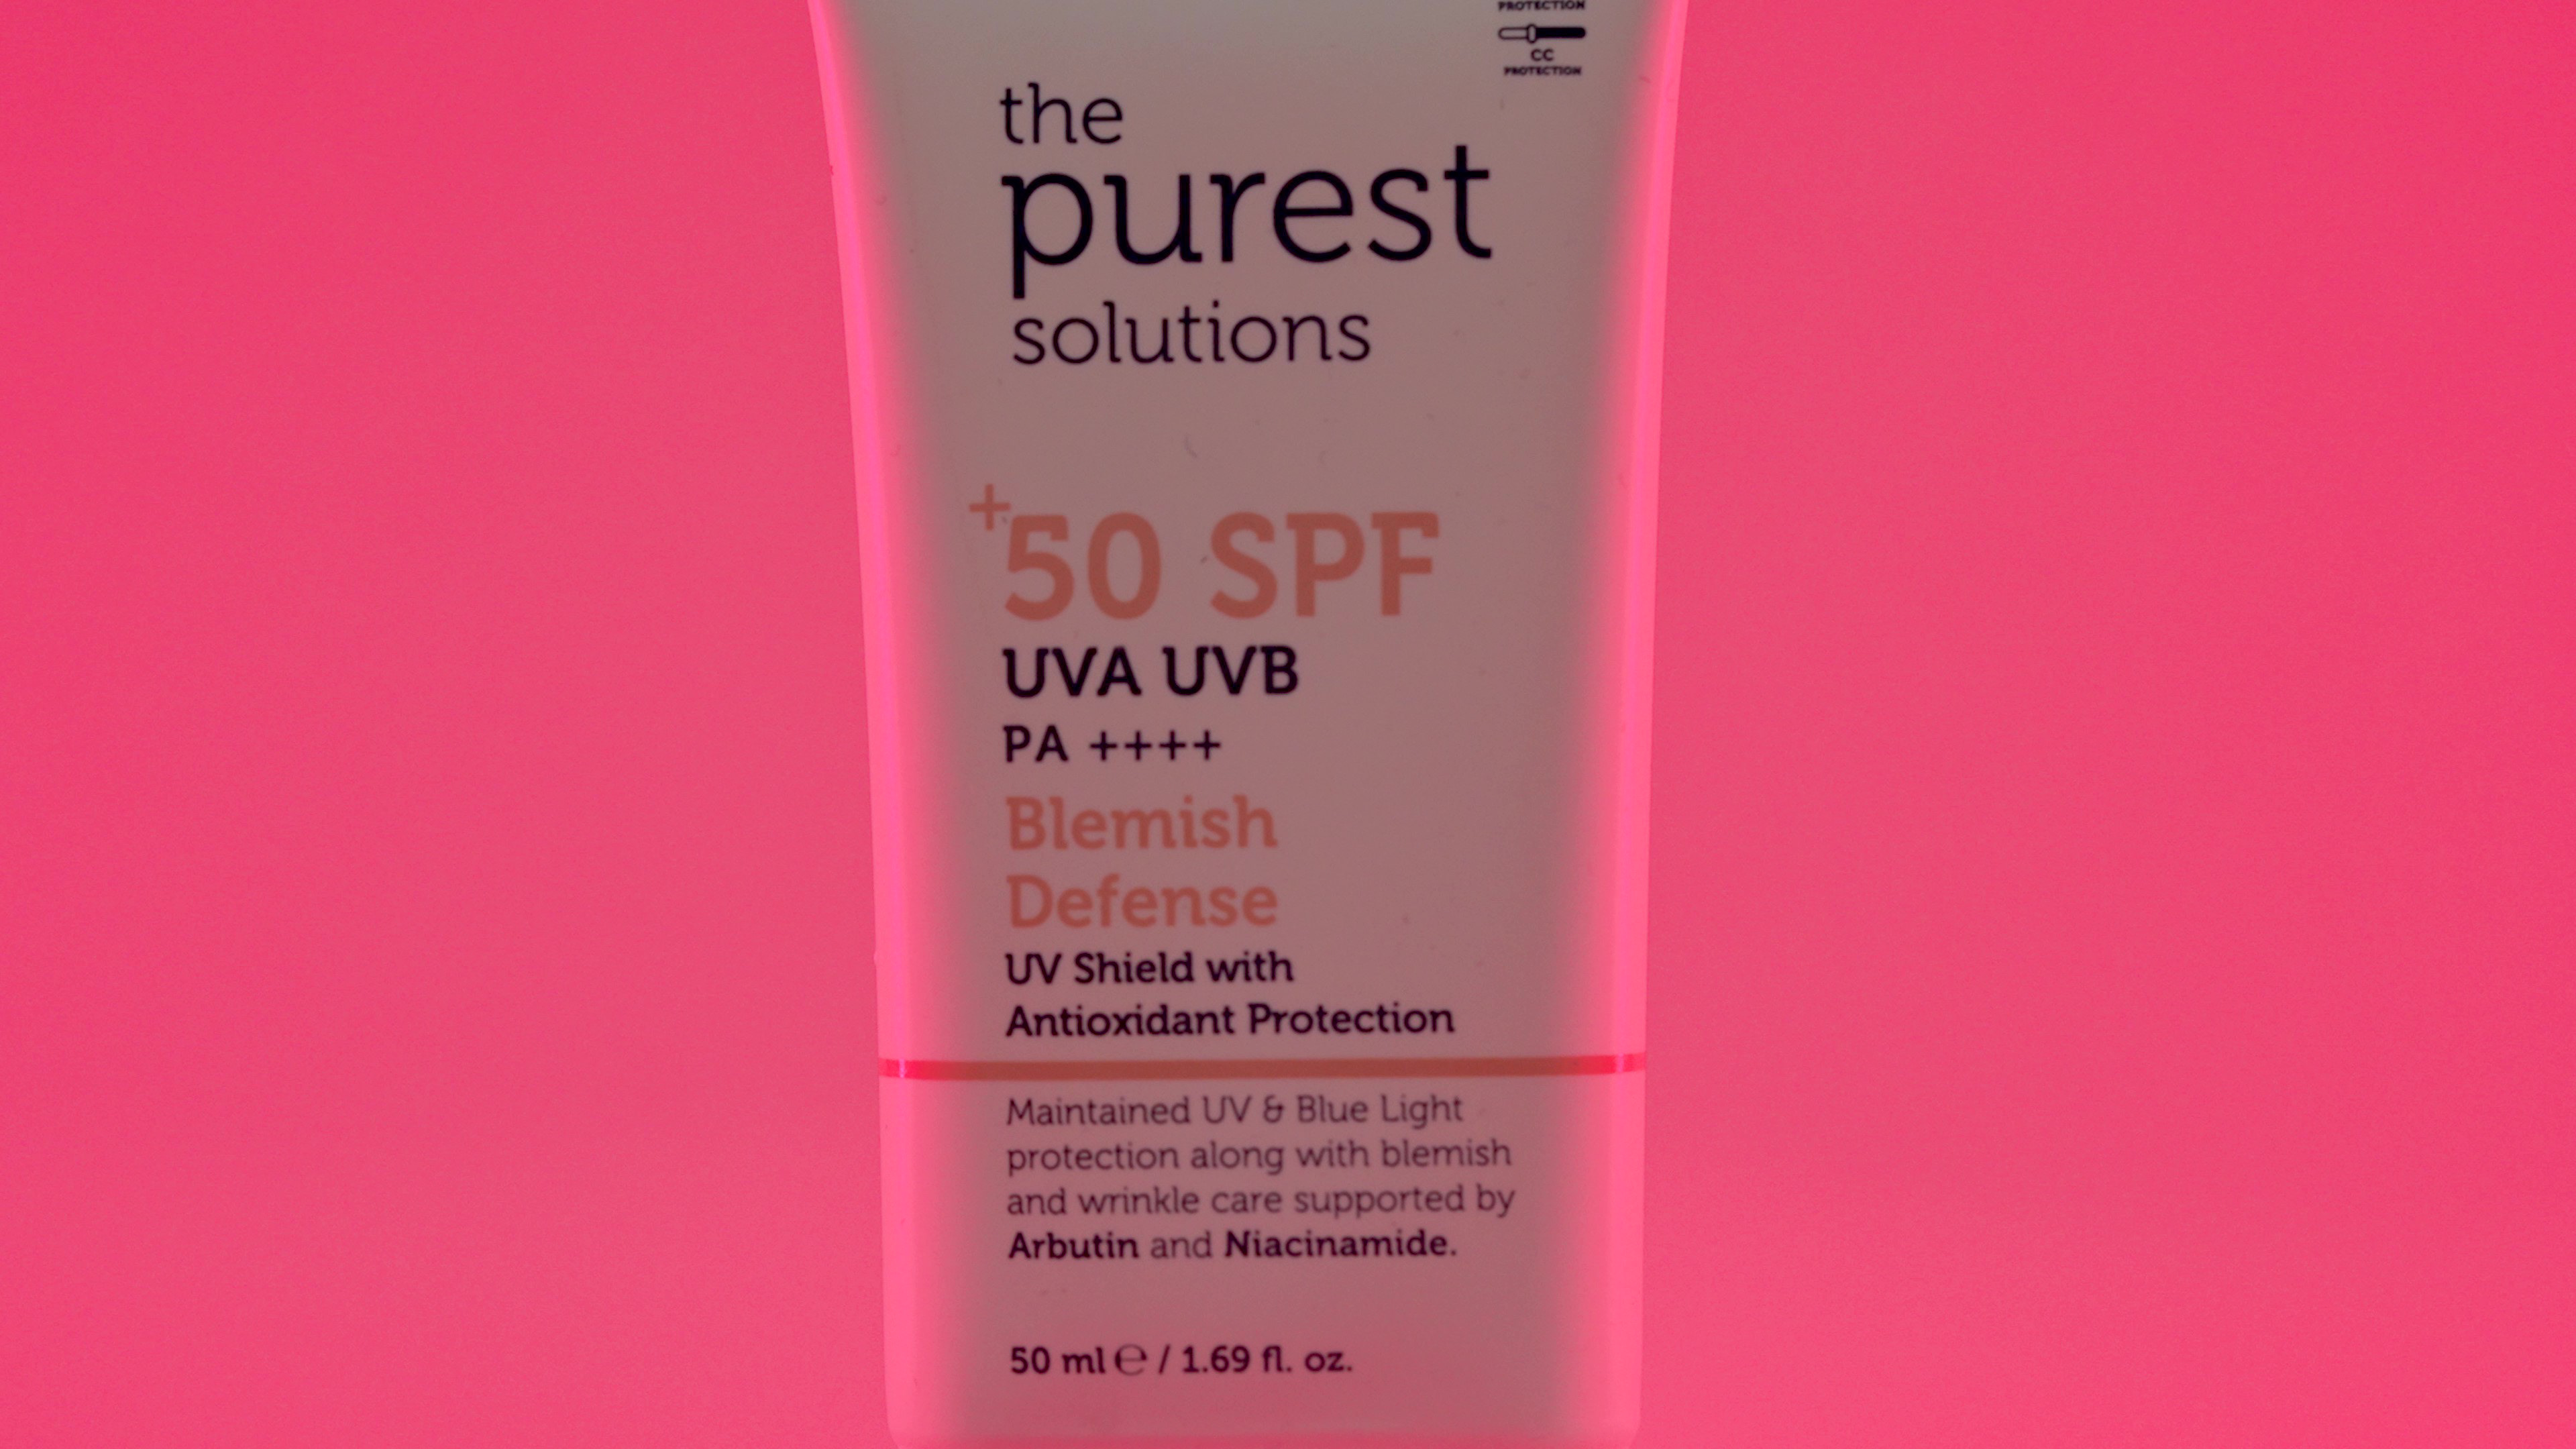 PROTECTION
CC
PROTECTION
the
purest
solutions
+50 SPF
UVA UVB
PA ++++
Blemish
Defense
UV Shield with
Antioxidant Protection
Maintained UV & Blue Light
protection along with blemish
and wrinkle care supported by
Arbutin and Niacinamide.
50 ml ℮ / 1.69 fl. oz.